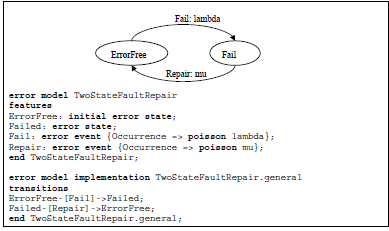 Fail: lambda
ErrorFree
Fail
Repair: mu
error model TwoStateFaultRepair
features
ErrorFree: initial error state;
Failed: error state;
Fail: error event {Occurrence => poisson lambda};
Repair: error event {Occurrence => poisson mu};
end TwoStateFaultRepair;
error model implementation TwoStateFaultRepair.general
transitions
ErrorFree-[Fail]->Failed;
Failed-[Repair]->ErrorFree;
end TwoStateFaultRepair.general;